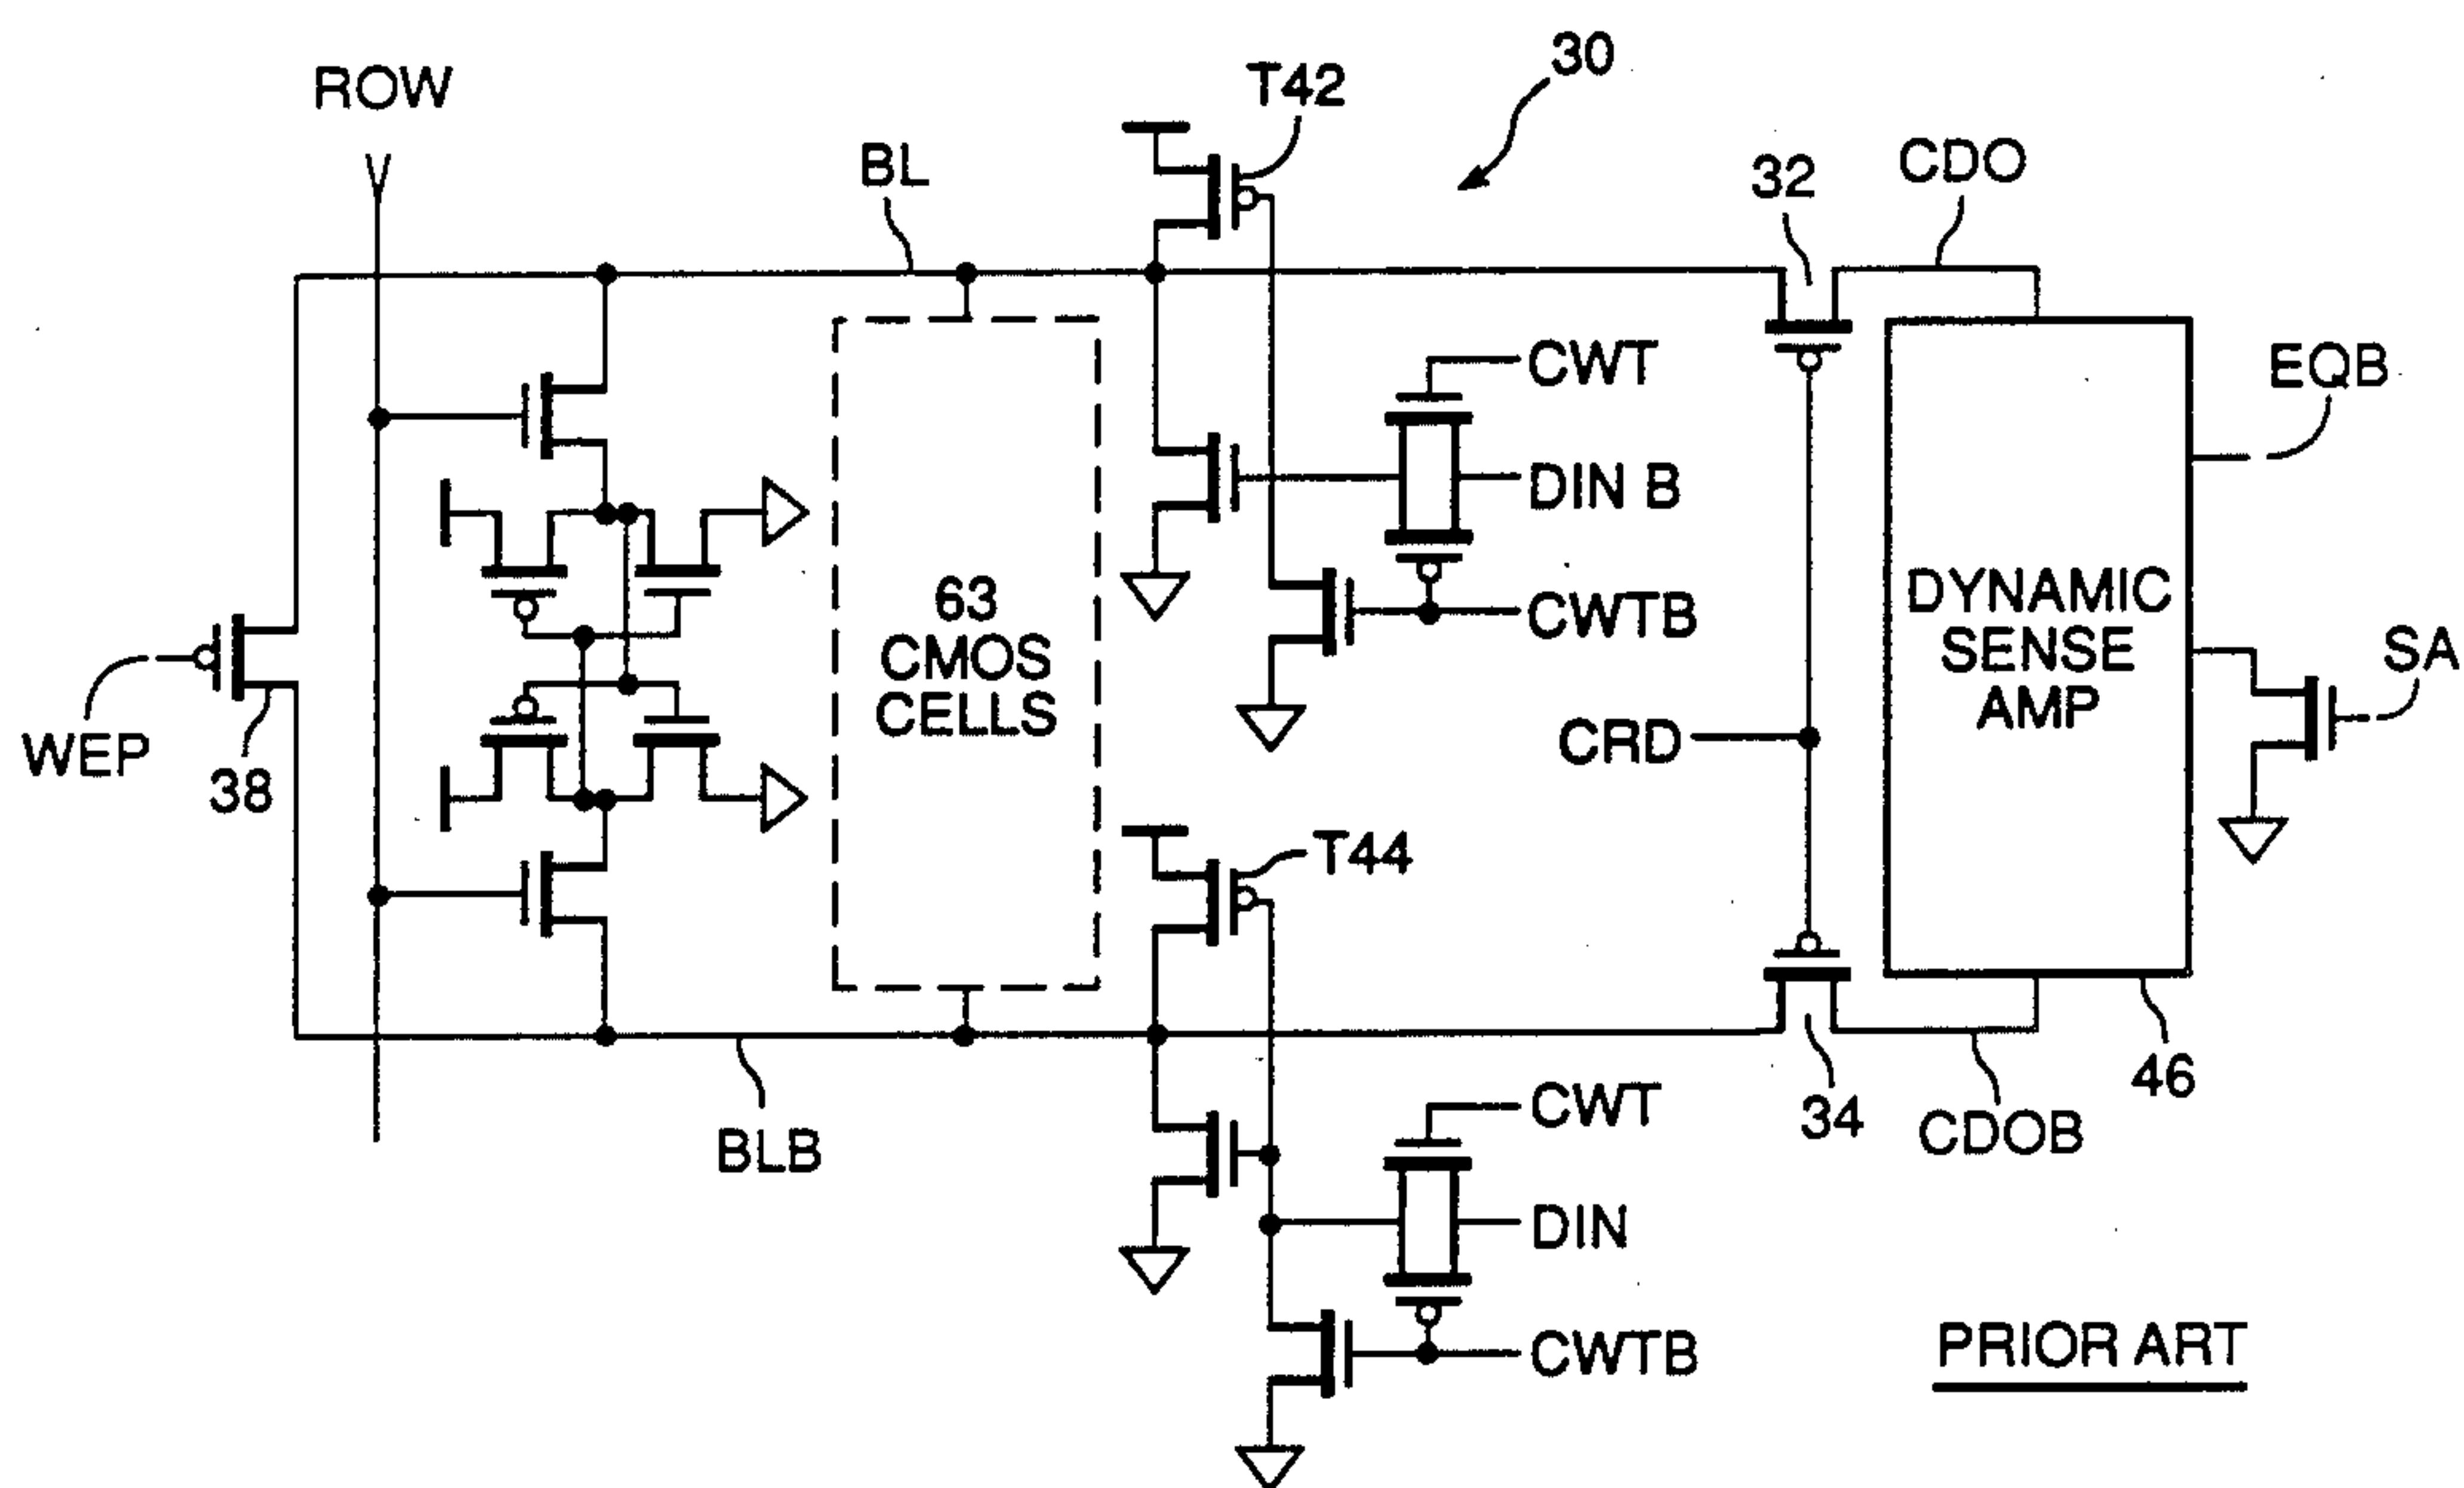 ROW
T42
30
BL
32
CDO
CWT
EQB
DIN B
63
CMOS
CELLS
CWTB
DYNAMIC
SENSE
AMP
SA
WEP
38
CRD
T44
BLB
CWT
34
CDOB
46
DIN
CWTB
PRIOR ART